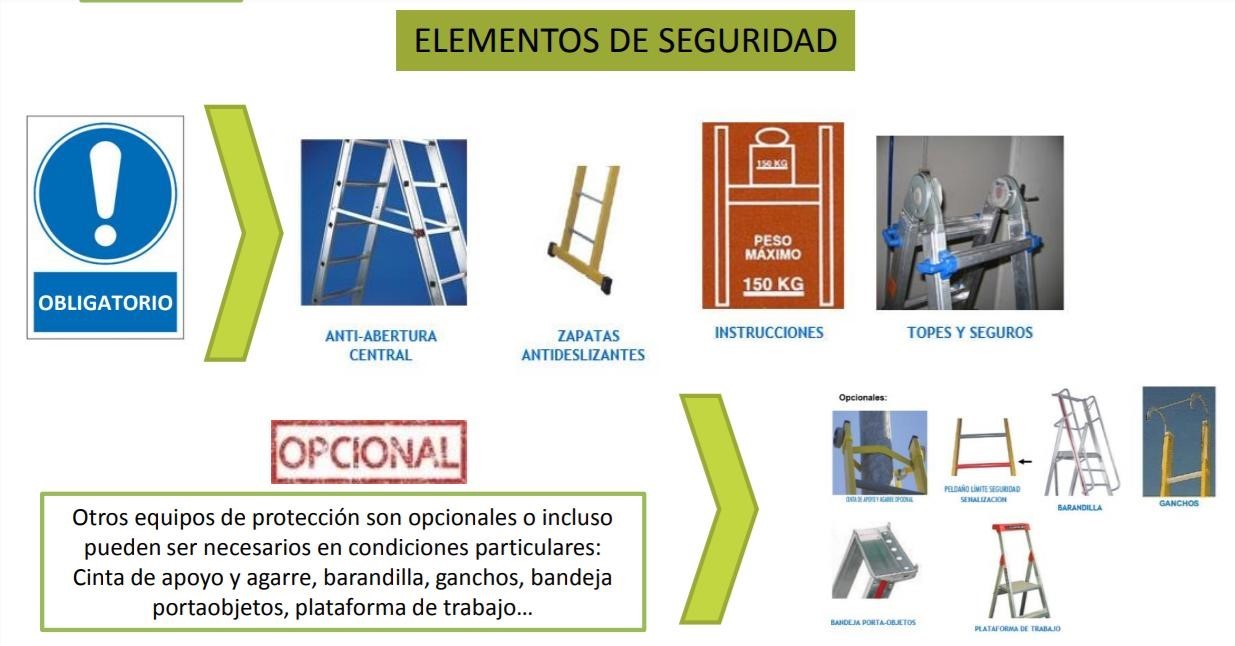 ELEMENTOS DE SEGURIDAD
OBLIGATORIO
ANTI-ABERTURA
CENTRAL
ZAPATAS
ANTIDESLIZANTES
150 KG
PESO
MÁXIMO
150 KG
INSTRUCCIONES
TOPES Y SEGUROS
OPCIONAL
Otros equipos de protección son opcionales o incluso
pueden ser necesarios en condiciones particulares:
Cinta de apoyo y agarre, barandilla, ganchos, bandeja
portaobjetos, plataforma de trabajo...
Opcionales:
CINTA DE APOYO Y AGARRE OPCIONAL
PELDAÑO LÍMITE SEGURIDAD
SEÑALIZACION
BARANDILLA
GANCHOS
BANDEJA PORTA-OBJETOS
PLATAFORMA DE TRABAJO